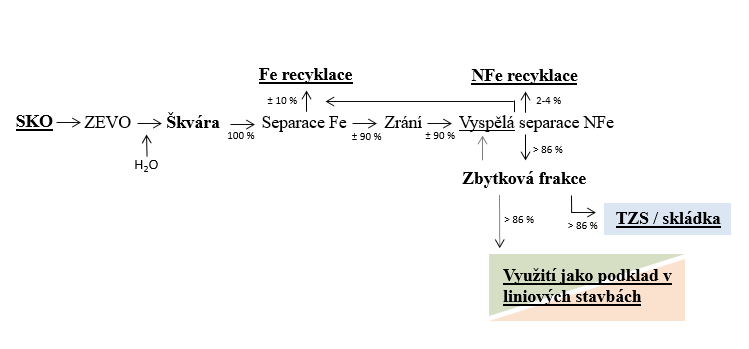 Fe recyklace
NFe recyklace
± 10 %
2-4 %
SKO ZEVO Škvára Separace Fe Zrání Vyspělá separace NFe
100 %
± 90 %
± 90 %
> 86 %
H₂O
Zbytková frakce
> 86 %
> 86 %
TZS / skládka
Využití jako podklad v
liniových stavbách